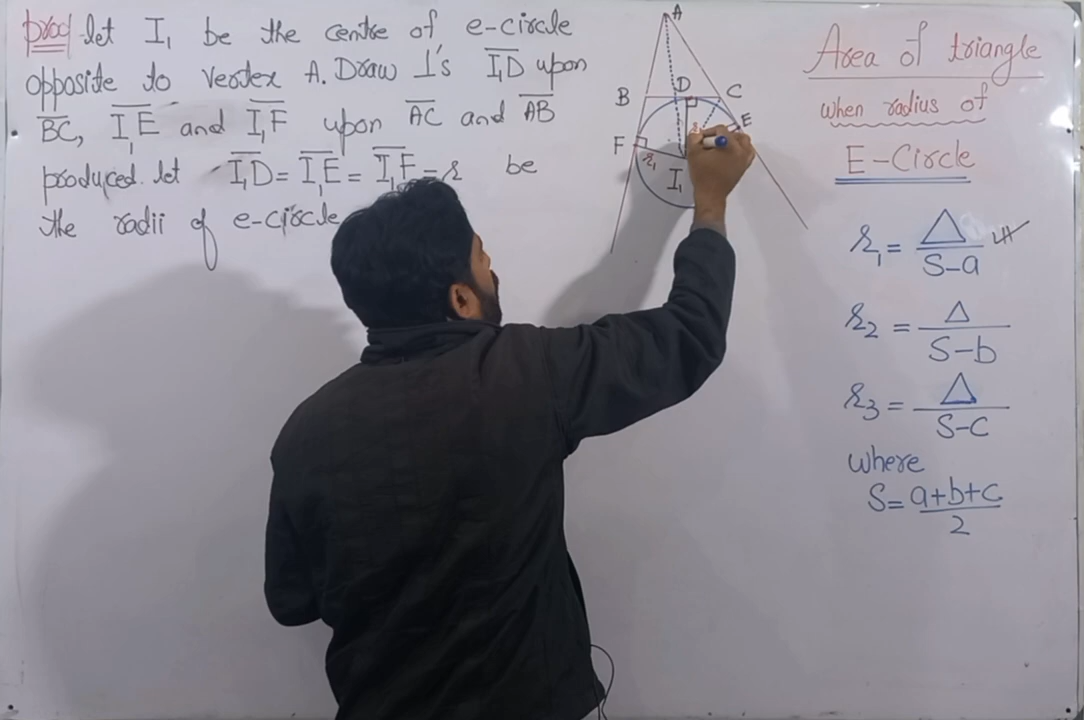 proof let I₁ be the centre of e-circle
opposite to vertex A. Draw ⊥'s I₁D upon
BC, I₁E and I₁F upon AC and AB
produced. let I₁D = I₁E = I₁F = r be
the radii of e-circle
A
B
D
C
E
F
r₁
I₁
Area of triangle
when radius of
E-Circle
r₁ = Δ/S-a
r₂ = Δ/S-b
r₃ = Δ/S-c
where
S = a+b+c/2